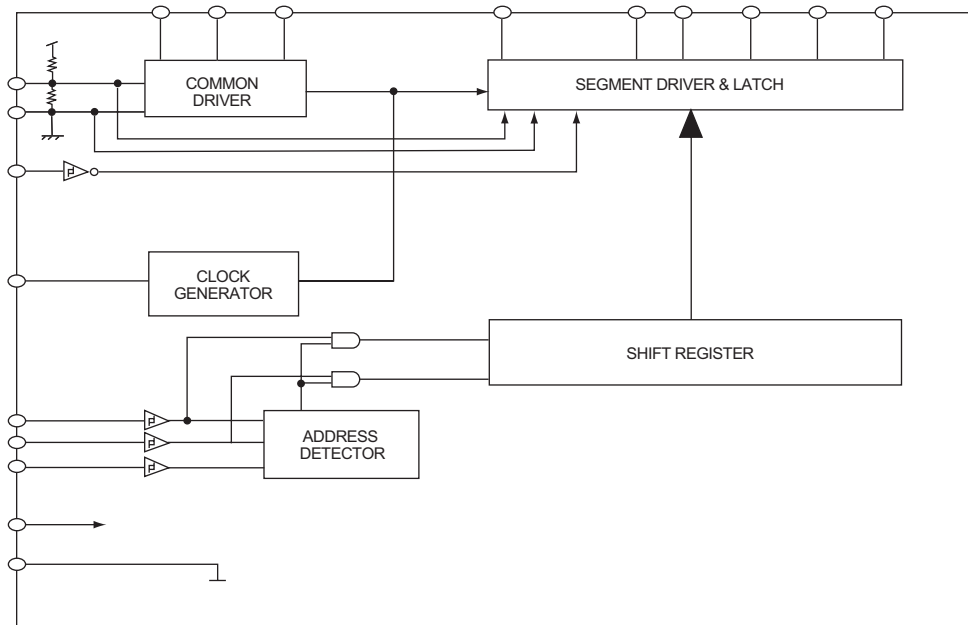 COMMON
DRIVER
SEGMENT DRIVER & LATCH
CLOCK
GENERATOR
SHIFT REGISTER
ADDRESS
DETECTOR